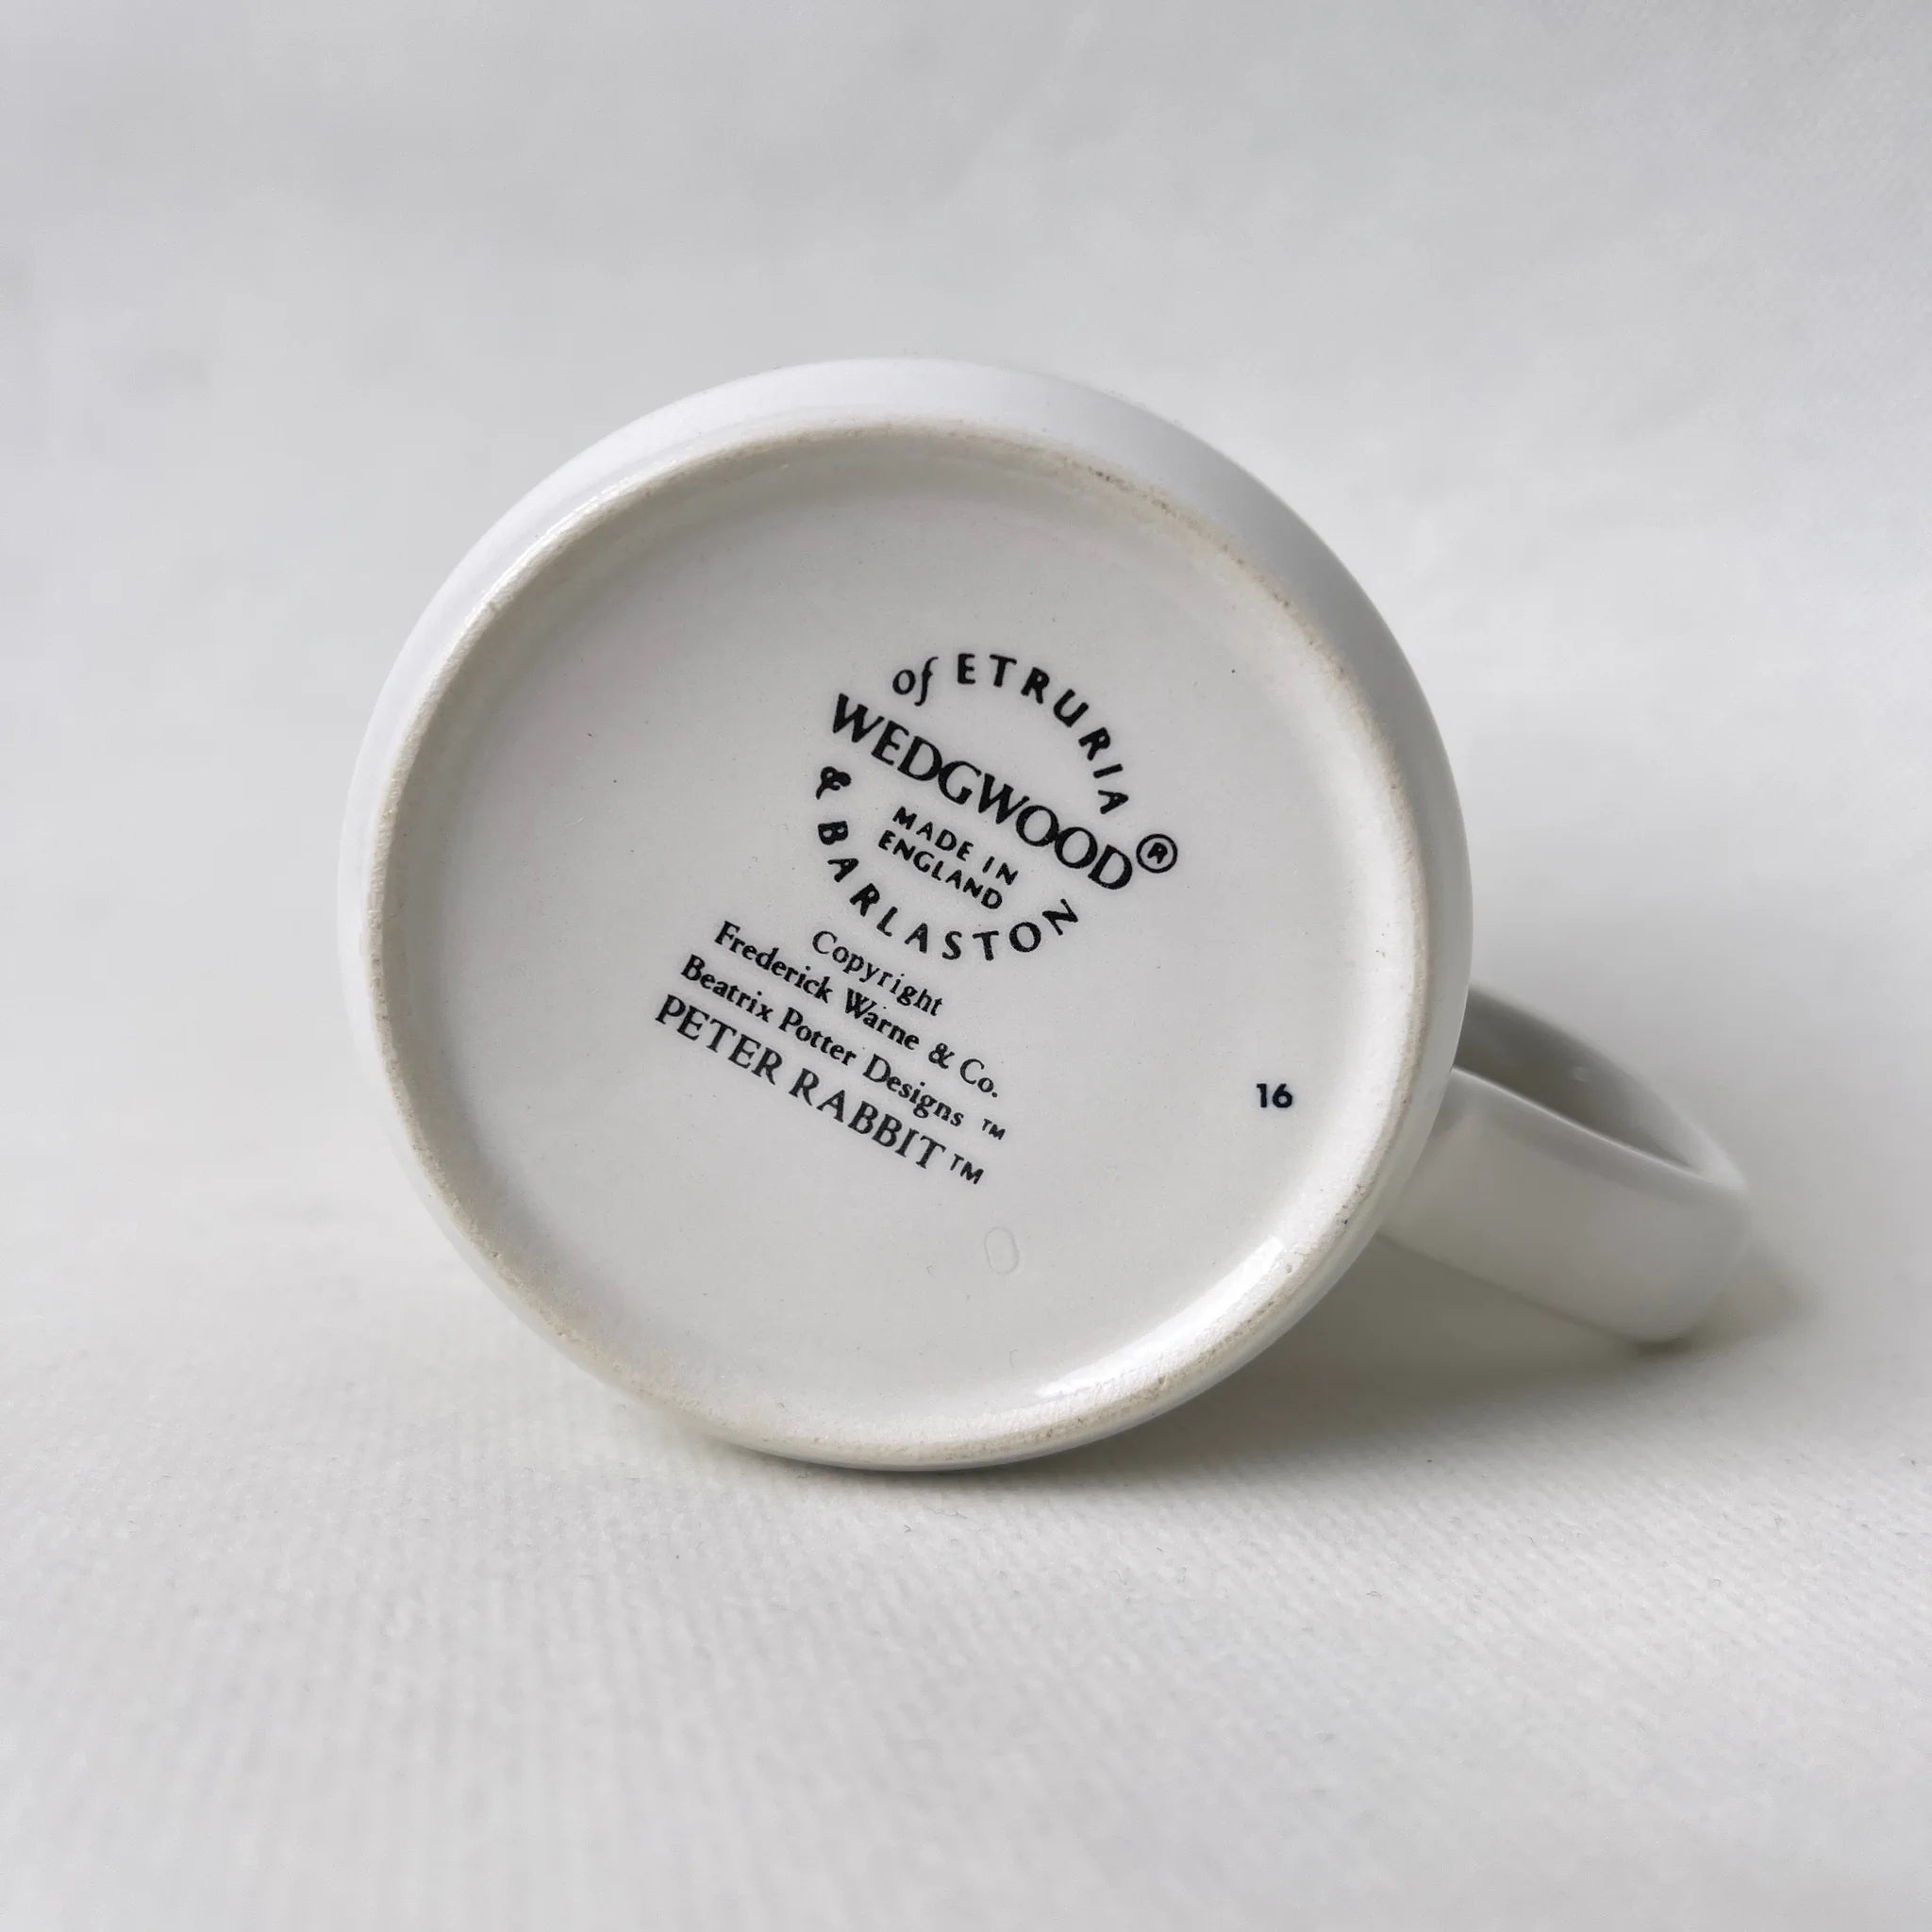 of ETRURIA
WEDGWOOD®
MADE IN
ENGLAND
& BARLASTON
Copyright
Frederick Warne & Co.
Beatrix Potter Designs ™
PETER RABBIT™
16